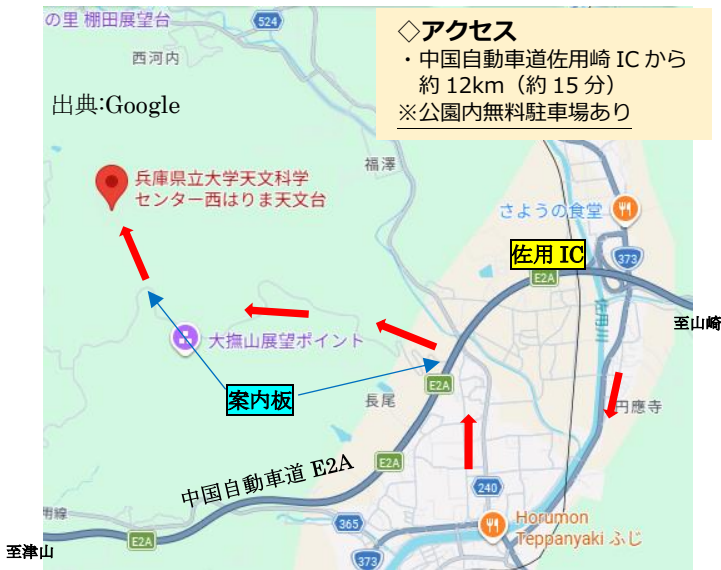 の里 棚田展望台
524
西河内
出典:Google
◇アクセス
・中国自動車道佐用崎 IC から
約 12km（約 15 分）
※公園内無料駐車場あり
福澤
兵庫県立大学天文科学
センター西はりま天文台
さようの食堂
佐用 IC
373
E2A
佐用川
至山崎
大撫山展望ポイント
E2A
案内板
長尾
円應寺
E2A
中国自動車道 E2A
240
365
Horumon
Teppanyaki ふじ
E2A
373
至津山